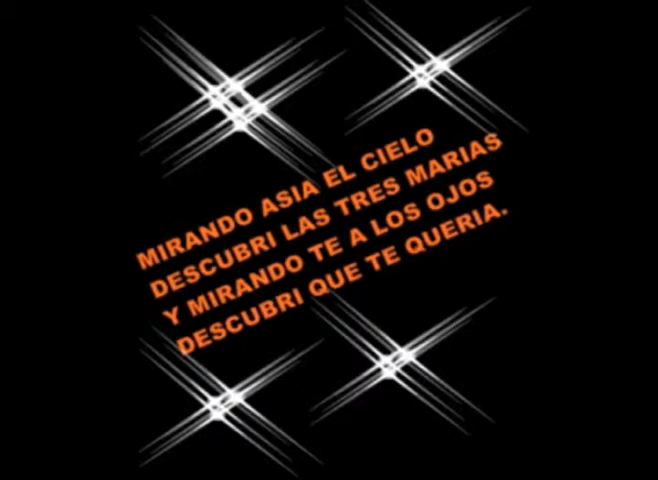 MIRANDO ASIA EL CIELO
DESCUBRI LAS TRES MARIAS
Y MIRANDO TE A LOS OJOS
DESCUBRI QUE TE QUERIA.